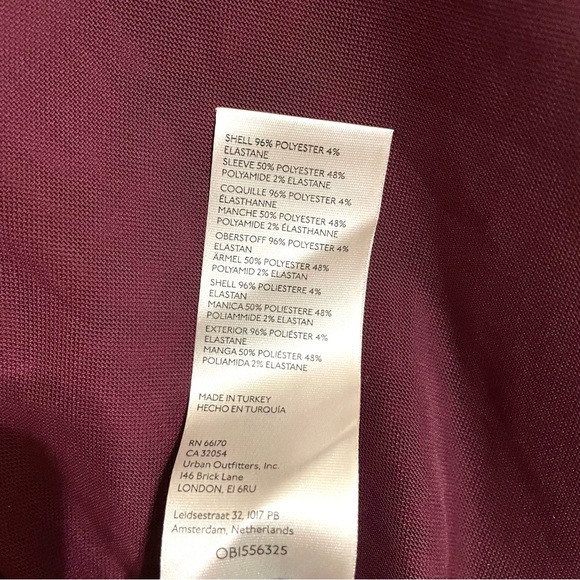 SHELL 96% POLYESTER 4%
ELASTANE
SLEEVE 50% POLYESTER 48%
POLYAMIDE 2% ELASTANE
COQUILLE 96% POLYESTER 4%
ÉLASTHANNE
MANCHE 50% POLYESTER 48%
POLYAMIDE 2% ÉLASTHANNE
OBERSTOFF 96% POLYESTER 4%
ELASTAN
ÄRMEL 50% POLYESTER 48%
POLYAMID 2% ELASTAN
SHELL 96% POLIESTERE 4%
ELASTAN
MANICA 50% POLIESTERE 48%
POLIAMMIDE 2% ELASTAN
EXTERIOR 96% POLIÉSTER 4%
ELASTANE
MANGA 50% POLIÉSTER 48%
POLIAMIDA 2% ELASTANE
MADE IN TURKEY
HECHO EN TURQUÍA
RN 66170
CA 32054
Urban Outfitters, Inc.
146 Brick Lane
LONDON, E1 6RU
Leidsestraat 32, 1017 PB
Amsterdam, Netherlands
OB1556325